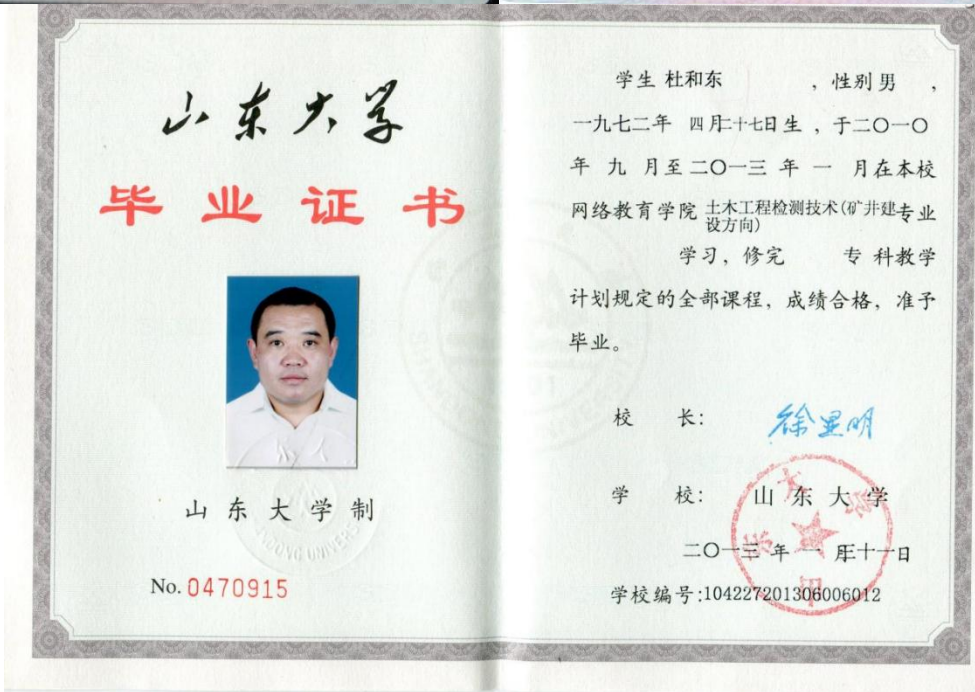 山东大学
毕业证书
山东大学制
No. 0470915
学生 杜和东 ，性别 男 ，
一九七二年 四月二十七日生，于二〇一〇
年 九 月至二〇一三 年 一 月在本校
网络教育学院 土木工程检测技术(矿井建设方向) 专业
学习，修完 专 科教学
计划规定的全部课程，成绩合格，准予
毕业。
校 长： 徐显明
学 校： 山东大学
二〇一三年 一 月三十一日
学校编号:104227201306006012
山东大学